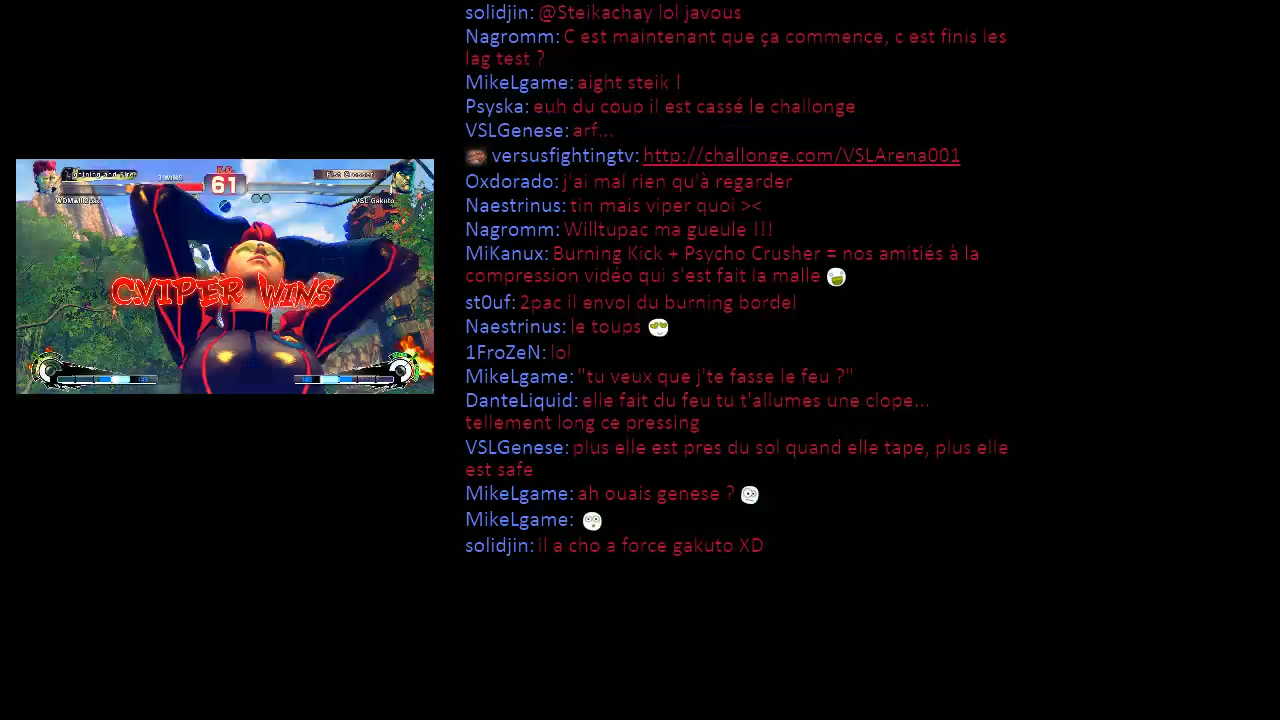 solidjin: @Steikachay lol javous
Nagromm: C est maintenant que ça commence, c est finis les
lag test ?
MikeLgame: aight steik !
Psyska: euh du coup il est cassé le challonge
VSLGenese: arf...
versusfightingtv: http://challonge.com/VSLArena001
Oxdorado: j'ai mal rien qu'à regarder
Naestrinus: tin mais viper quoi ><
Nagromm: Willtupac ma gueule !!!
MiKanux: Burning Kick + Psycho Crusher = nos amitiés à la
compression vidéo qui s'est fait la malle
st0uf: 2pac il envoi du burning bordel
Naestrinus: le toups
1FroZeN: lol
MikeLgame: "tu veux que j'te fasse le feu ?"
DanteLiquid: elle fait du feu tu t'allumes une clope...
tellement long ce pressing
VSLGenese: plus elle est pres du sol quand elle tape, plus elle
est safe
MikeLgame: ah ouais genese ?
MikeLgame:
solidjin: il a cho a force gakuto XD
3 WINS
K.O.
61
VSL Gakuto
C.VIPER WINS